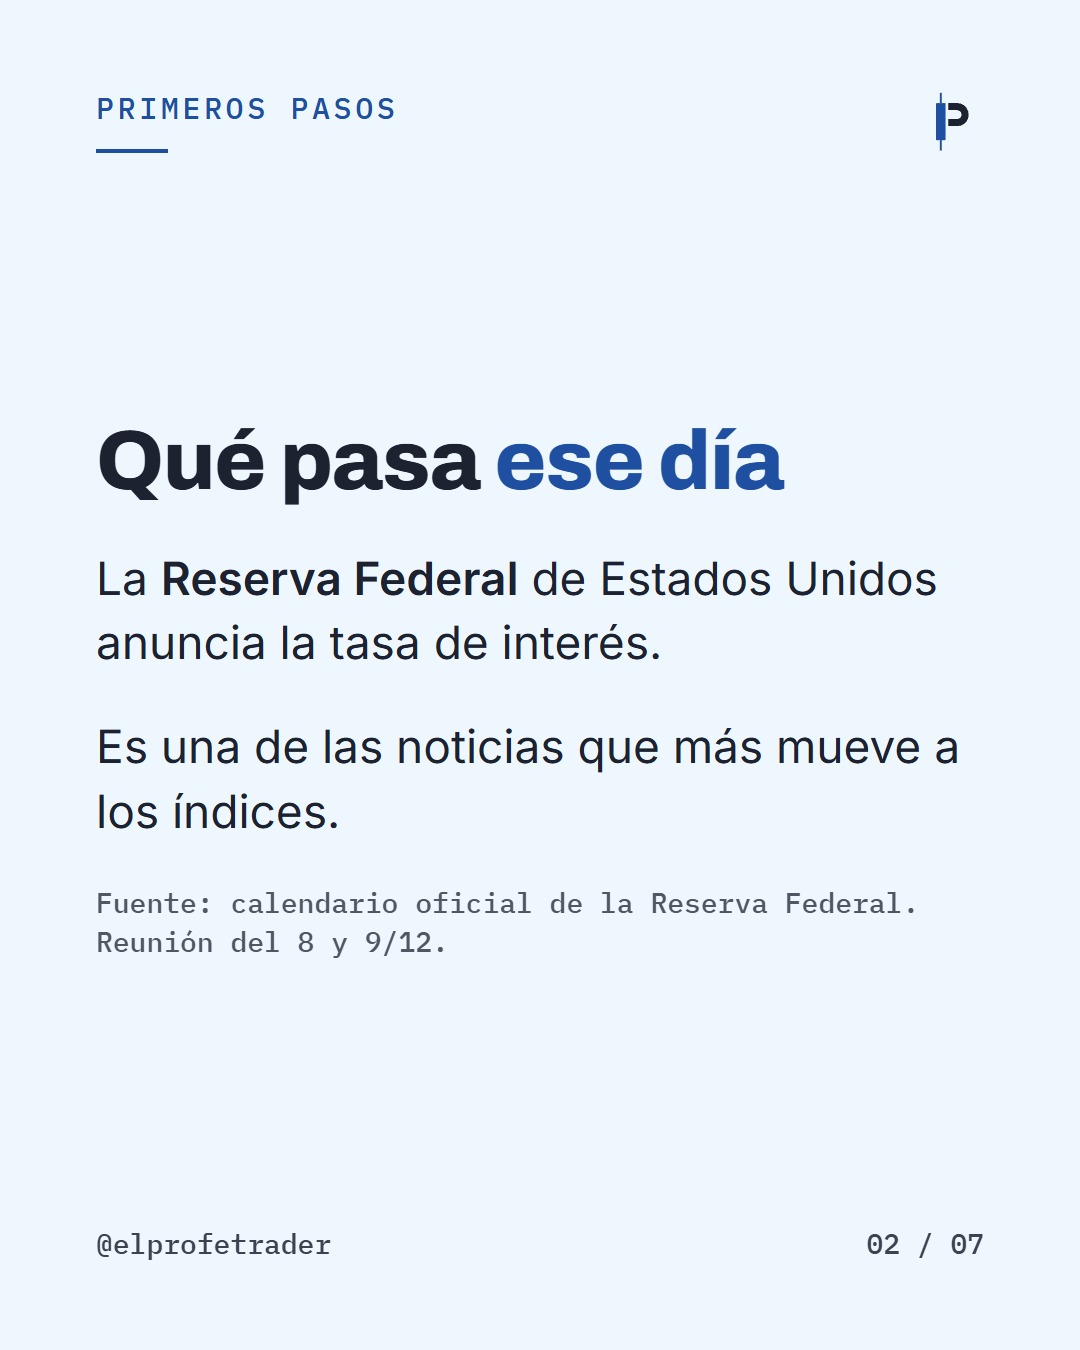 PRIMEROS PASOS
Qué pasa ese día
La Reserva Federal de Estados Unidos
anuncia la tasa de interés.
Es una de las noticias que más mueve a
los índices.
Fuente: calendario oficial de la Reserva Federal.
Reunión del 8 y 9/12.
@elprofetrader
02 / 07